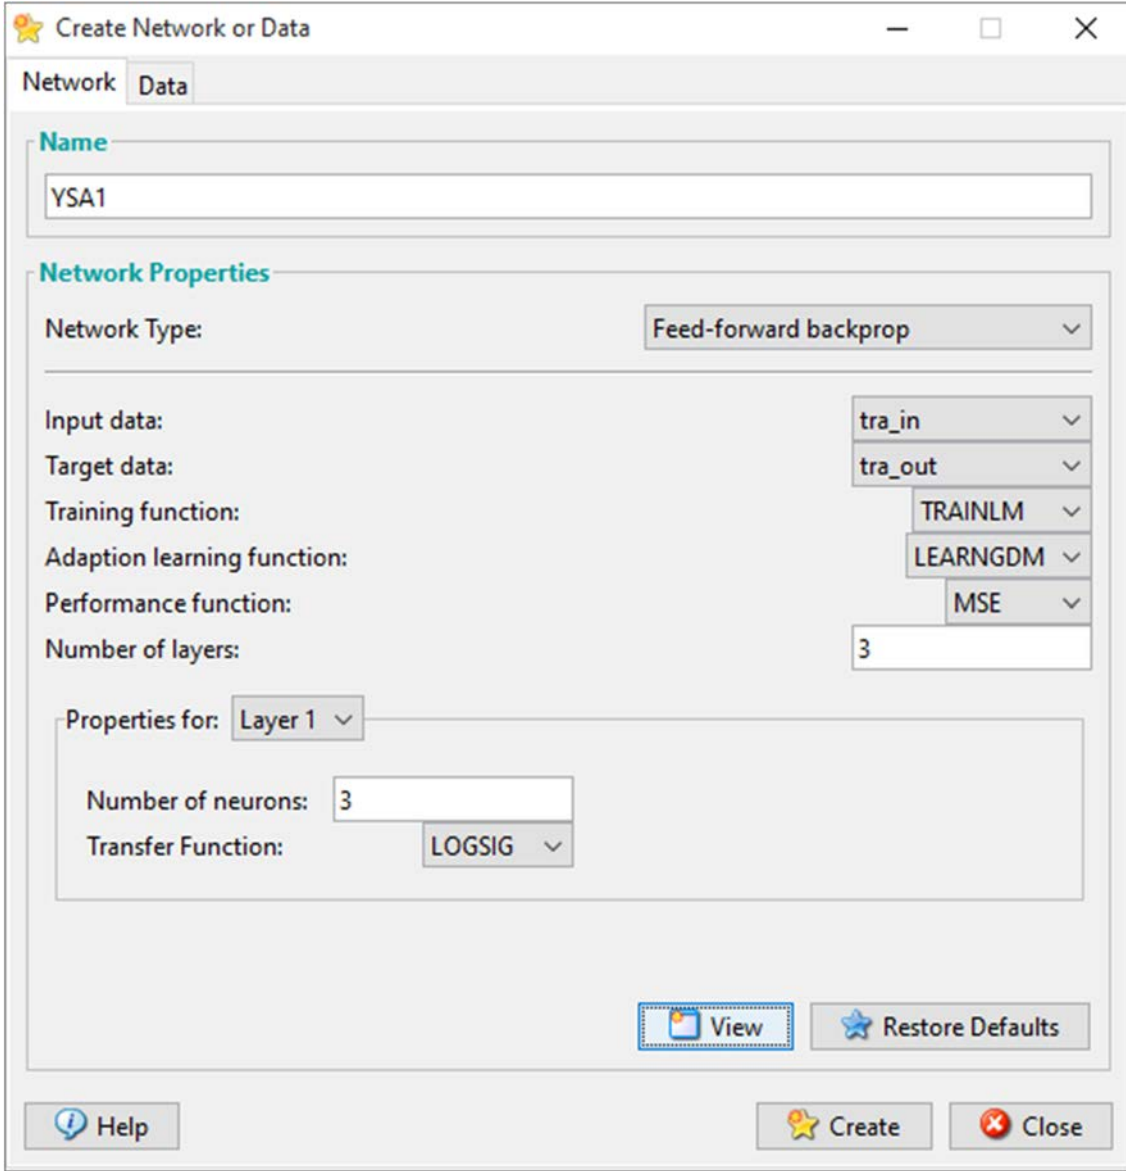 Create Network or Data
Network Data
Name
YSA1
Network Properties
Network Type: Feed-forward backprop
Input data: tra_in
Target data: tra_out
Training function: TRAINLM
Adaption learning function: LEARNGDM
Performance function: MSE
Number of layers: 3
Properties for: Layer 1
Number of neurons: 3
Transfer Function: LOGSIG
View Restore Defaults
Help Create Close